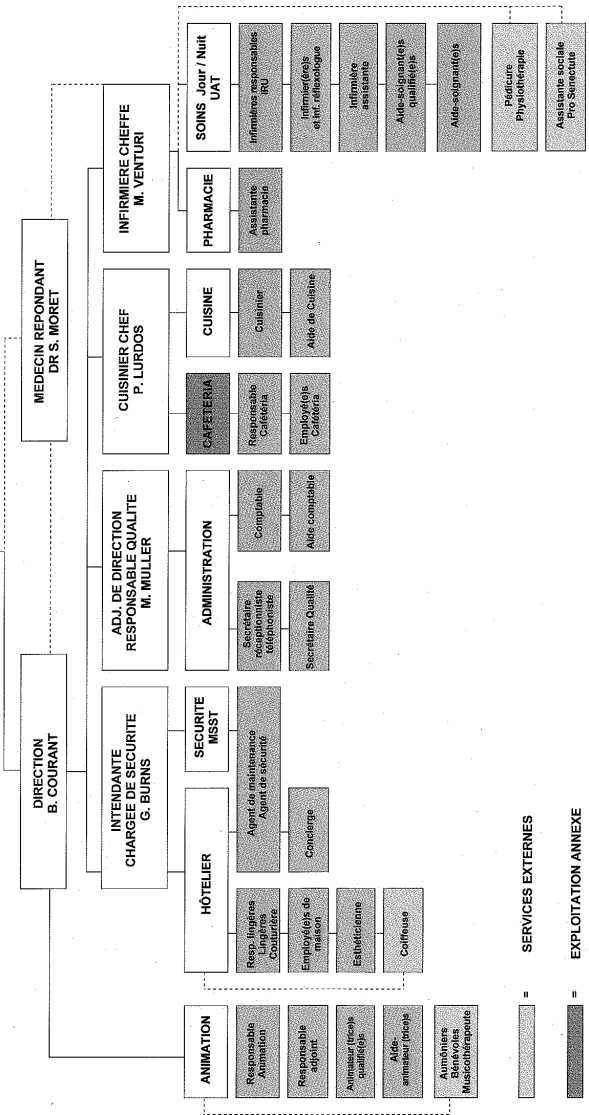 DIRECTION
B. COURANT
MEDECIN REPONDANT
DR S. MORET
INTENDANTE
CHARGEE DE SECURITE
G. BURNS
ADJ. DE DIRECTION
RESPONSABLE QUALITE
M. MULLER
CUISINIER CHEF
P. LURDOS
INFIRMIERE CHEFFE
M. VENTURI
ANIMATION
HÔTELIER
SECURITE
MSST
ADMINISTRATION
CAFETERIA
CUISINE
PHARMACIE
SOINS Jour / Nuit
UAT
Responsable
Animation
Responsable
adjoint
Animateur (trice)s
qualifié(e)s
Aide-
animateur (trice)s
Aumôniers
Bénévoles
Musicothérapeute
Resp. lingères
Lingères
Couturière
Employé(e)s de
maison
Esthéticienne
Coiffeuse
Agent de maintenance
Agent de sécurité
Concierge
Secrétaire
réceptionniste
téléphoniste
Secrétaire Qualité
Comptable
Aide comptable
Responsable
Cafétéria
Employé(e)s
Cafétéria
Cuisinier
Aide de Cuisine
Assistante
pharmacie
Infirmières responsables
IRU
Infirmier(ère)s
et inf. réflexologue
Infirmière
assistante
Aide-soignant(e)s
qualifié(e)s
Aide-soignant(e)s
Pédicure
Physiothérapie
Assistante sociale
Pro Senectute
= SERVICES EXTERNES
= EXPLOITATION ANNEXE